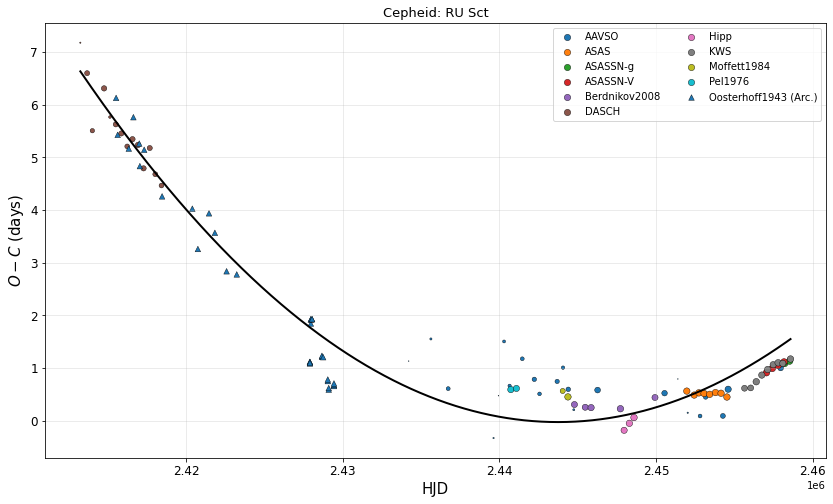 Cepheid: RU Sct
AAVSO
ASAS
ASASSN-g
ASASSN-V
Berdnikov2008
DASCH
Hipp
KWS
Moffett1984
Pel1976
Oosterhoff1943 (Arc.)
O − C (days)
7
6
5
4
3
2
1
0
2.42
2.43
2.44
2.45
2.46
1e6
HJD